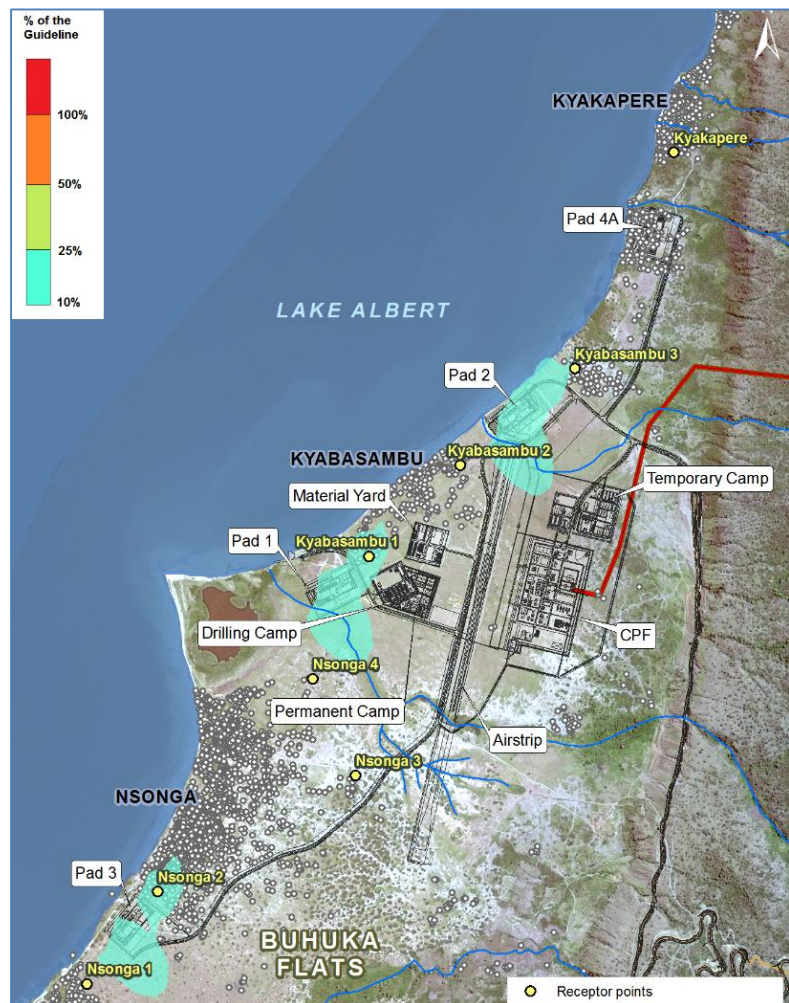 % of the
Guideline
100%
50%
25%
10%
KYAKAPERE
Kyakapere
Pad 4A
LAKE ALBERT
Kyabasambu 3
Pad 2
KYABASAMBU
Kyabasambu 2
Temporary Camp
Material Yard
Kyabasambu 1
Pad 1
Drilling Camp
CPF
Nsonga 4
Permanent Camp
Airstrip
Nsonga 3
NSONGA
Pad 3
Nsonga 2
BUHUKA
FLATS
Nsonga 1
Receptor points